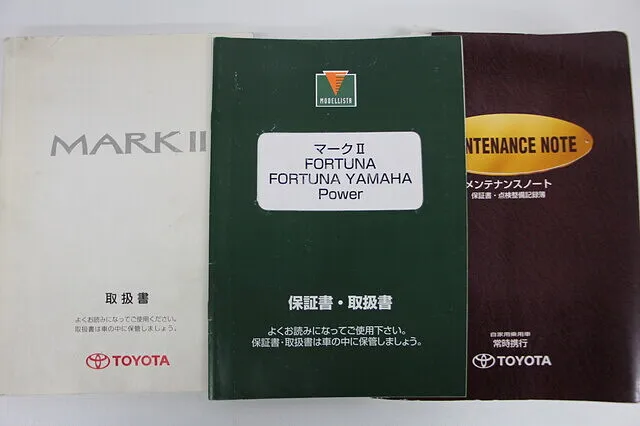 MARK II
取扱書
よくお読みになってご使用ください。
取扱書は車の中に保管しましょう。
TOYOTA
MODELLISTA
マークⅡ
FORTUNA
FORTUNA YAMAHA
Power
保証書・取扱書
よくお読みになってご使用下さい。
保証書・取扱書は車の中に保管しましょう。
NTENANCE NOTE
メンテナンスノート
保証書・点検整備記録簿
自家用乗用車
常時携行
TOYOTA